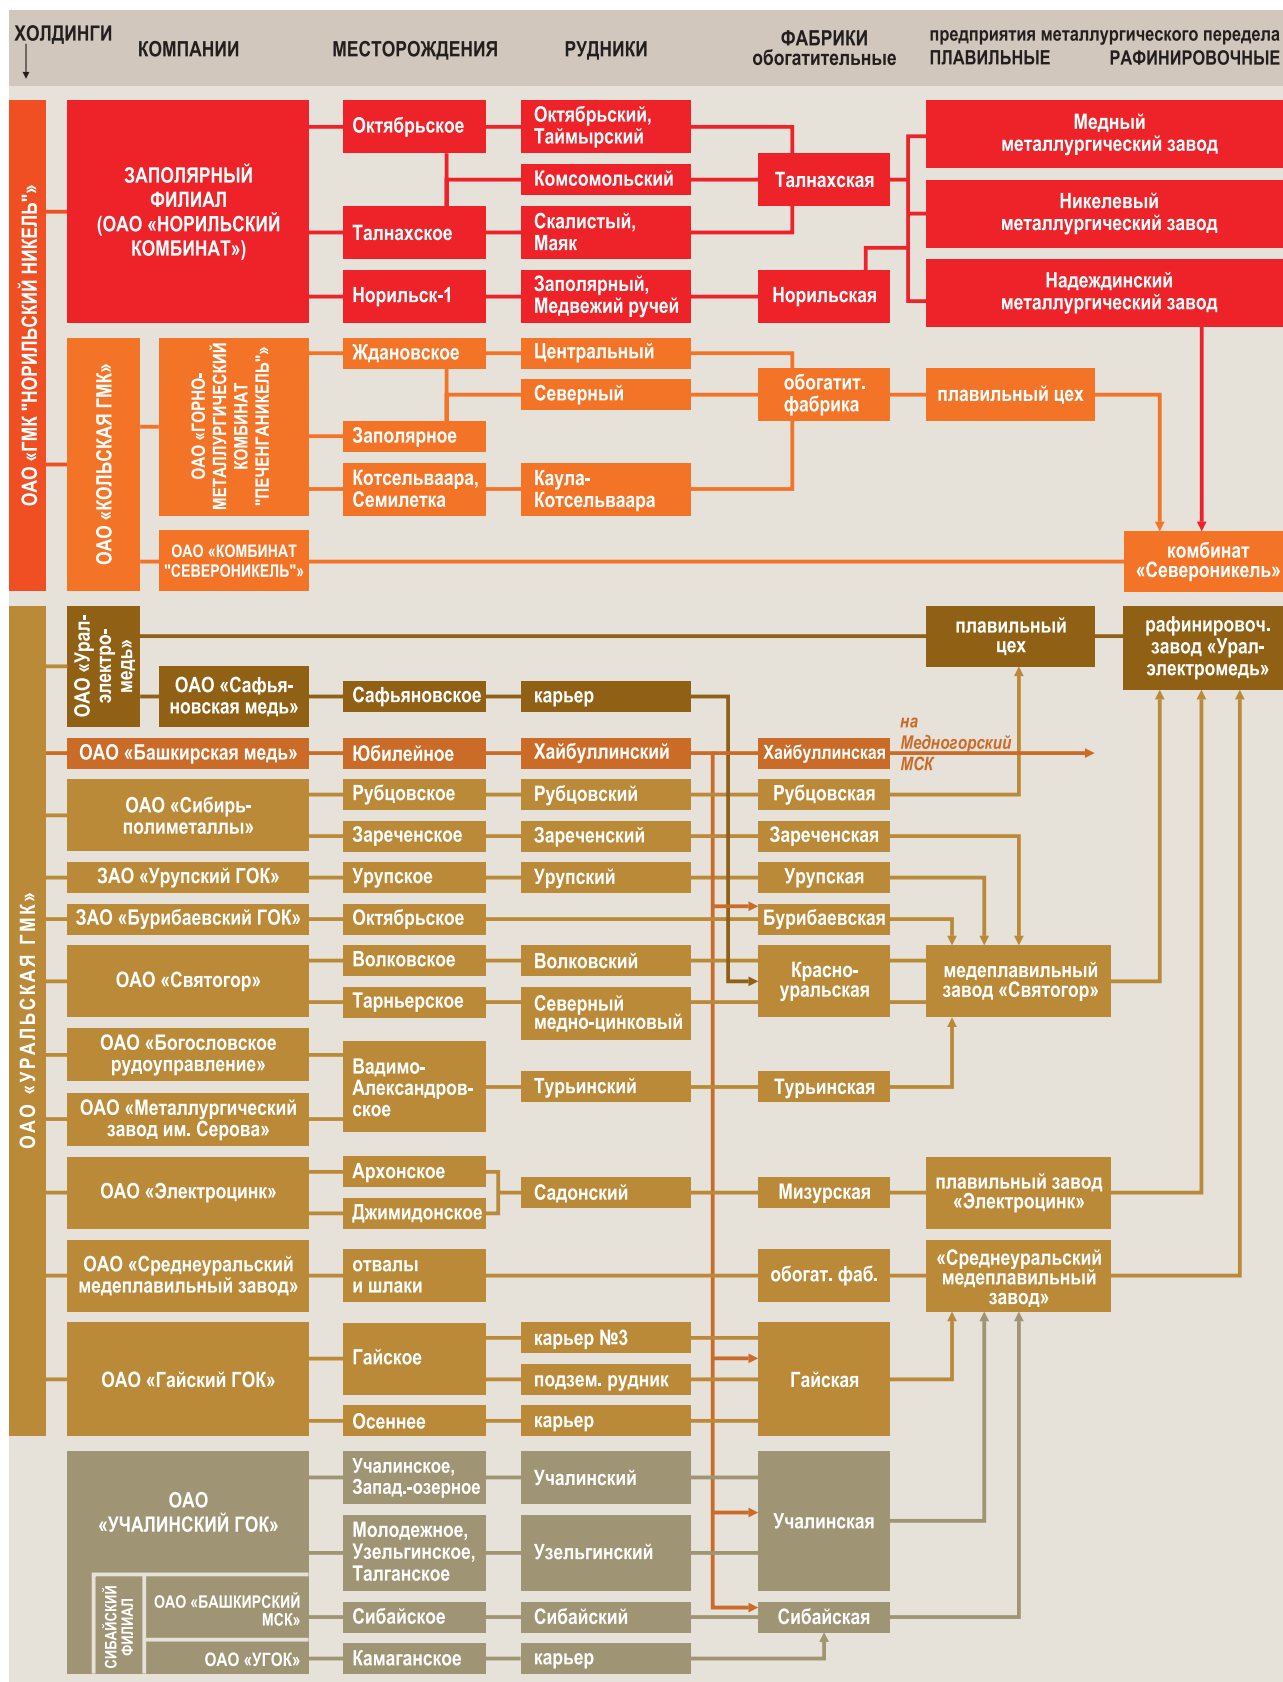 ХОЛДИНГИ
КОМПАНИИ
МЕСТОРОЖДЕНИЯ
РУДНИКИ
ФАБРИКИ
обогатительные
предприятия металлургического передела
ПЛАВИЛЬНЫЕ
РАФИНИРОВОЧНЫЕ
ОАО «ГМК "НОРИЛЬСКИЙ НИКЕЛЬ"»
ЗАПОЛЯРНЫЙ
ФИЛИАЛ
(ОАО «НОРИЛЬСКИЙ
КОМБИНАТ»)
Октябрьское
Октябрьский,
Таймырский
Комсомольский
Талнахское
Скалистый,
Маяк
Норильск-1
Заполярный,
Медвежий ручей
Талнахская
Норильская
Медный
металлургический завод
Никелевый
металлургический завод
Надеждинский
металлургический завод
ОАО «КОЛЬСКАЯ ГМК»
ОАО «ГОРНО-
МЕТАЛЛУРГИЧЕСКИЙ
КОМБИНАТ
"ПЕЧЕНГАНИКЕЛЬ"»
Ждановское
Центральный
Северный
Заполярное
Котсельваара,
Семилетка
Каула-
Котсельваара
обогатит.
фабрика
плавильный цех
ОАО «КОМБИНАТ
"СЕВЕРОНИКЕЛЬ"»
комбинат
«Североникель»
ОАО «УРАЛЬСКАЯ ГМК»
ОАО «Урал-
электро-
медь»
плавильный
цех
рафинировоч.
завод «Урал-
электромедь»
ОАО «Сафья-
новская медь»
Сафьяновское
карьер
ОАО «Башкирская медь»
Юбилейное
Хайбуллинский
Хайбуллинская
на
Медногорский
МСК
ОАО «Сибирь-
полиметаллы»
Рубцовское
Рубцовский
Рубцовская
Зареченское
Зареченский
Зареченская
ЗАО «Урупский ГОК»
Урупское
Урупский
Урупская
ЗАО «Бурибаевский ГОК»
Октябрьское
Бурибаевская
ОАО «Святогор»
Волковское
Волковский
Тарньерское
Северный
медно-цинковый
Красно-
уральская
медеплавильный
завод «Святогор»
ОАО «Богословское
рудоуправление»
ОАО «Металлургический
завод им. Серова»
Вадимо-
Александров-
ское
Турьинский
Турьинская
ОАО «Электроцинк»
Архонское
Джимидонское
Садонский
Мизурская
плавильный завод
«Электроцинк»
ОАО «Среднеуральский
медеплавильный завод»
отвалы
и шлаки
обогат. фаб.
«Среднеуральский
медеплавильный
завод»
ОАО «Гайский ГОК»
Гайское
карьер №3
подзем. рудник
Осеннее
карьер
Гайская
ОАО
«УЧАЛИНСКИЙ ГОК»
Учалинское,
Запад.-озерное
Учалинский
Молодежное,
Узельгинское,
Талганское
Узельгинский
Учалинская
СИБАЙСКИЙ
ФИЛИАЛ
ОАО «БАШКИРСКИЙ
МСК»
Сибайское
Сибайский
Сибайская
ОАО «УГОК»
Камаганское
карьер